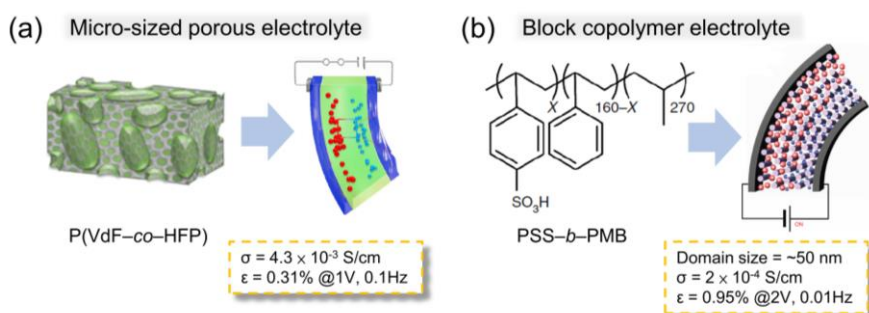 (a) Micro-sized porous electrolyte
P(VdF–co–HFP)
σ = 4.3 × 10⁻³ S/cm
ε = 0.31% @1V, 0.1Hz
(b) Block copolymer electrolyte
X
160–X
270
SO₃H
PSS–b–PMB
ON
Domain size = ~50 nm
σ = 2 × 10⁻⁴ S/cm
ε = 0.95% @2V, 0.01Hz